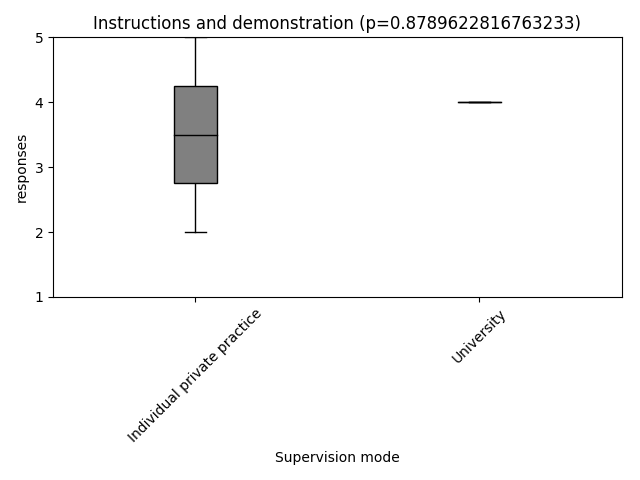 Instructions and demonstration (p=0.8789622816763233)
responses
5
4
3
2
1
Individual private practice
University
Supervision mode